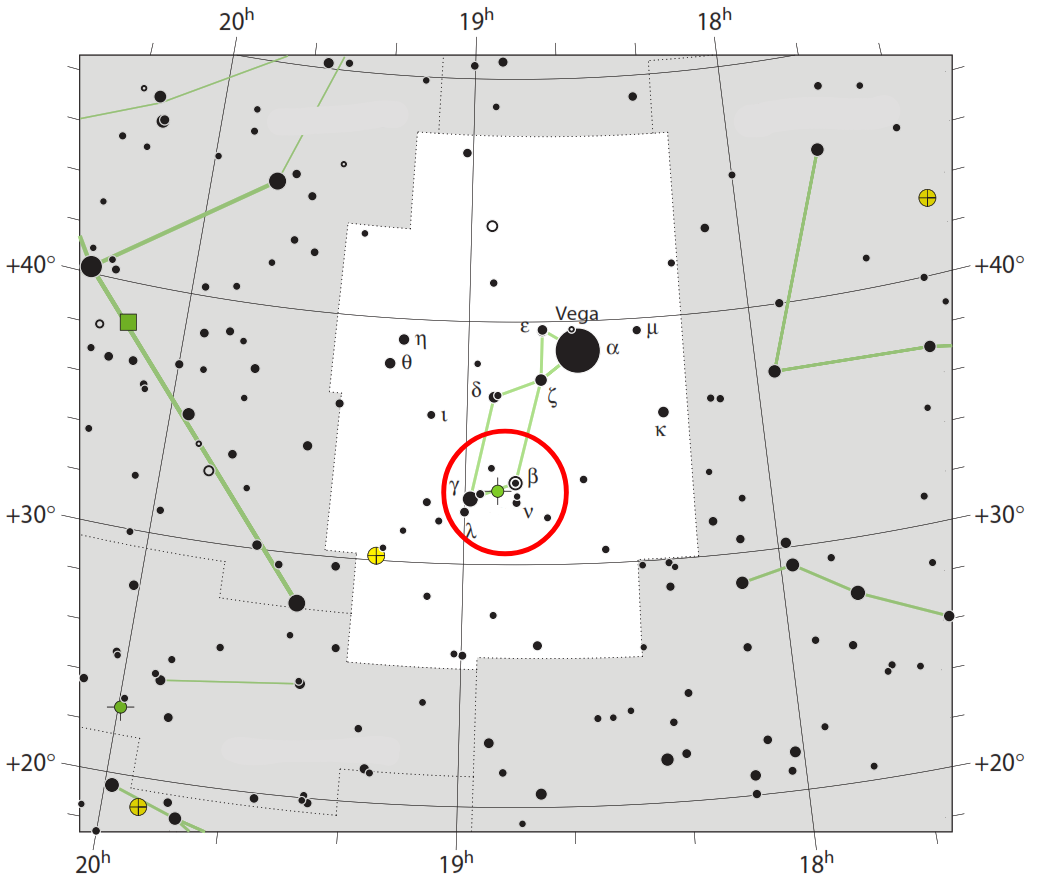 20h 19h 18h
+40° +40°
Vega
ε μ
η α
θ
δ ζ
ι κ
γ β
ν
λ
+30° +30°
+20° +20°
20h 19h 18h